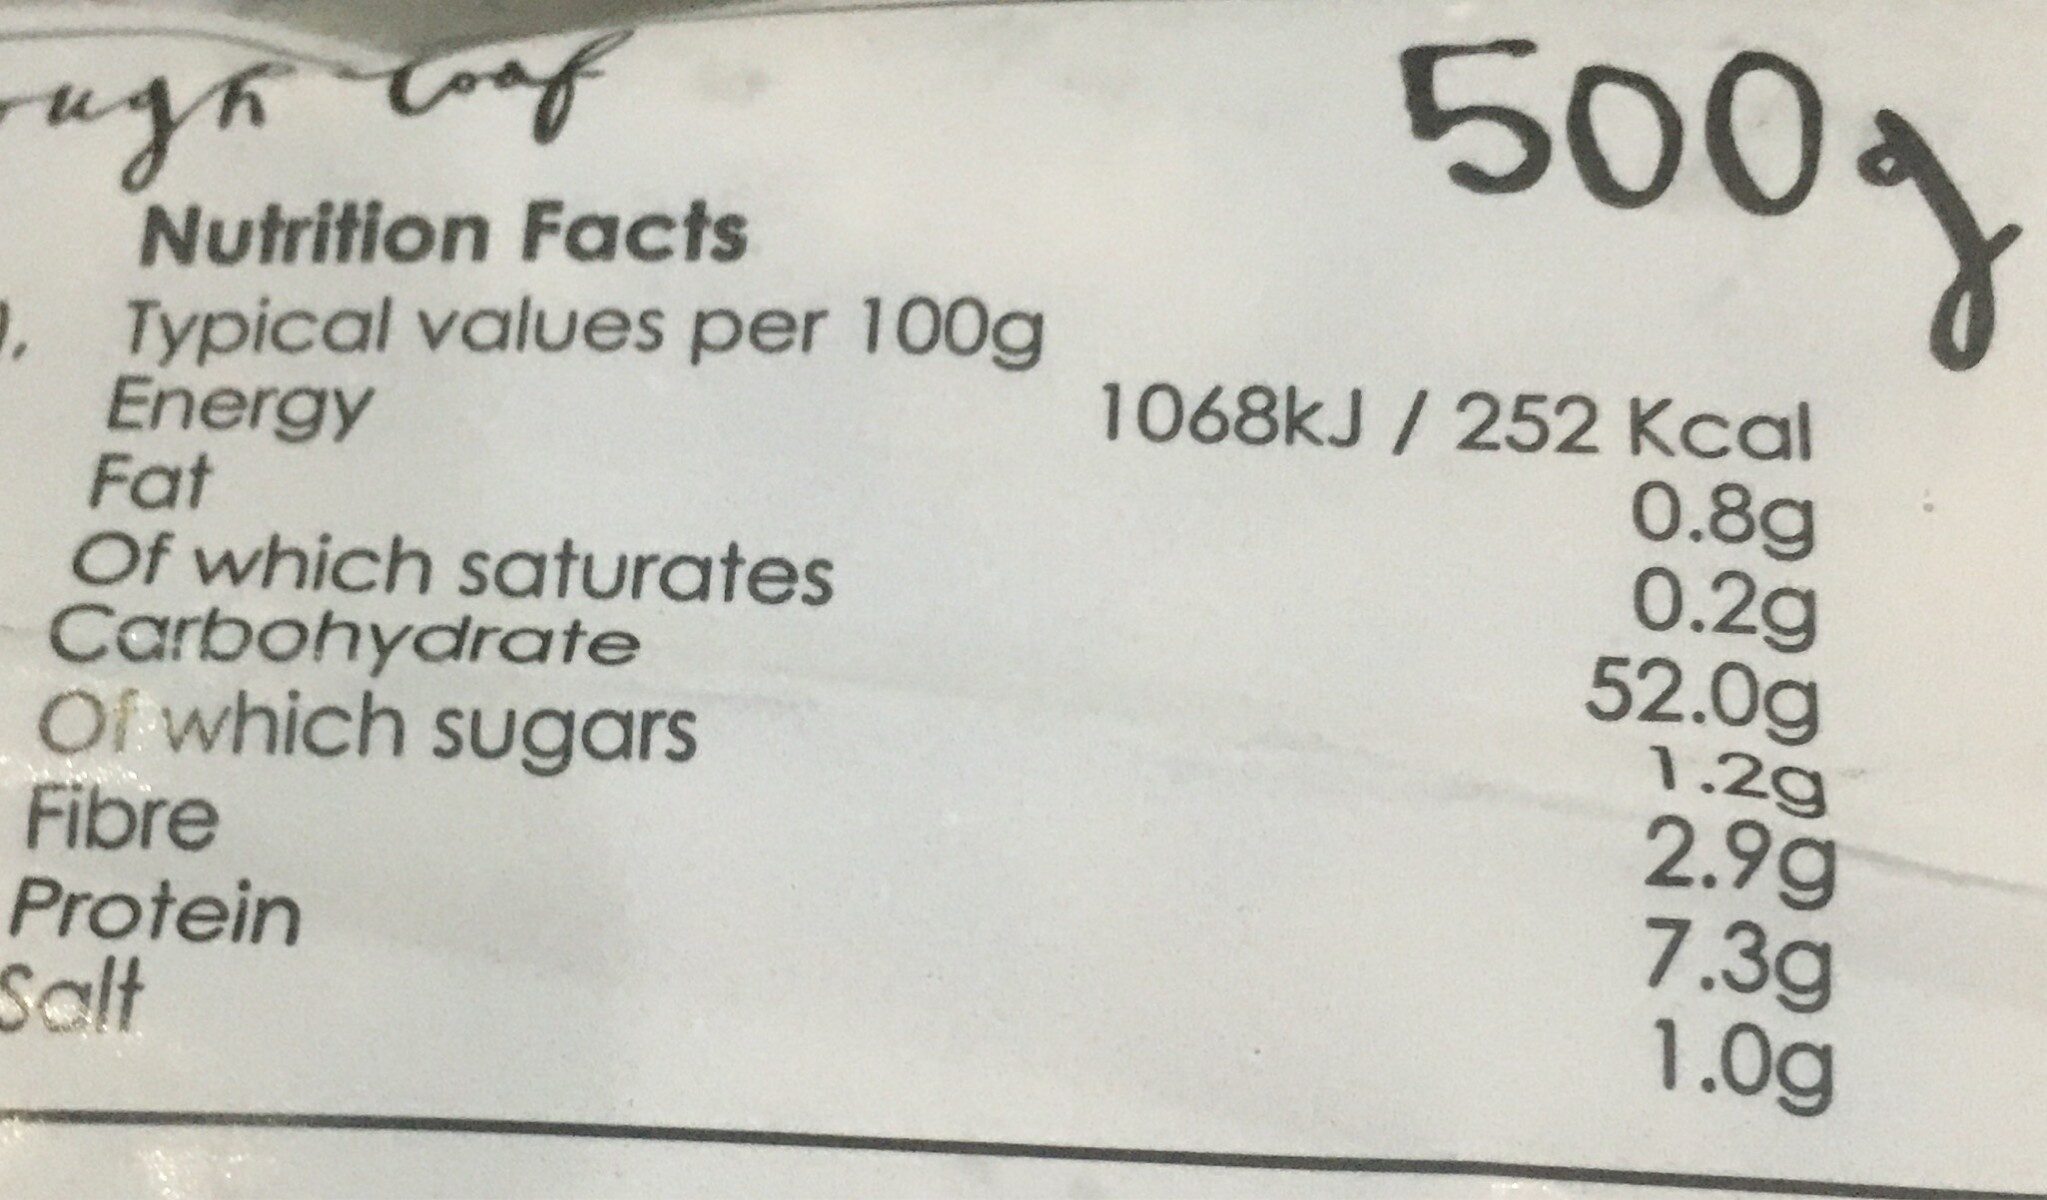 ugh loaf
500g
Nutrition Facts
), Typical values per 100g
Energy 1068kJ / 252 Kcal
Fat 0.8g
Of which saturates 0.2g
Carbohydrate 52.0g
Of which sugars 1.2g
Fibre 2.9g
Protein 7.3g
Salt 1.0g